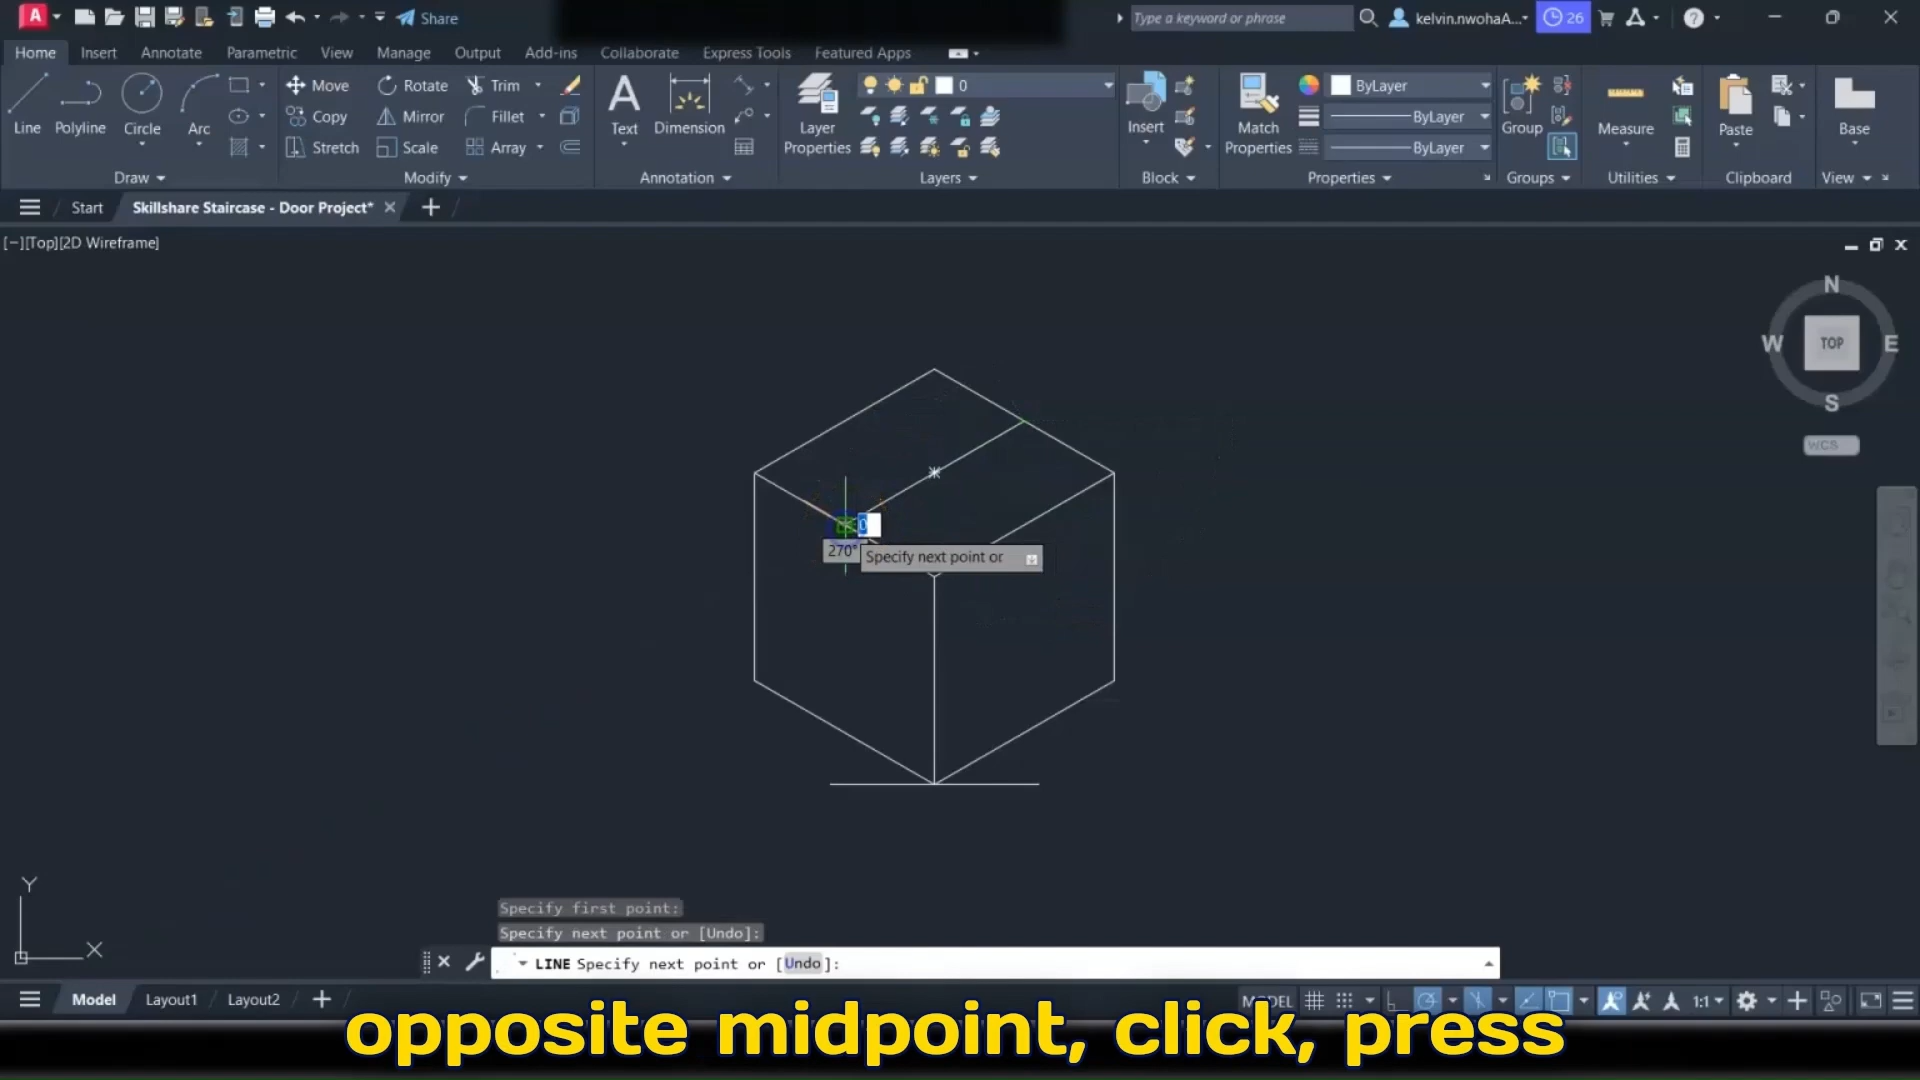 A Share Type a keyword or phrase kelvin.nwohaA... 26
Home Insert Annotate Parametric View Manage Output Add-ins Collaborate Express Tools Featured Apps
Line Polyline Circle Arc
Move Rotate Trim
Copy Mirror Fillet
Stretch Scale Array
Text Dimension
Layer Properties
0
Insert
Match Properties
ByLayer
ByLayer
ByLayer
Group Measure Paste Base
Draw Modify Annotation Layers Block Properties Groups Utilities Clipboard View
Start Skillshare Staircase - Door Project*
[−][Top][2D Wireframe]
N
W TOP E
S
WCS
0
270° Specify next point or
Y
X
Specify first point:
Specify next point or [Undo]:
LINE Specify next point or [Undo]:
Model Layout1 Layout2 MODEL 1:1
opposite midpoint, click, press